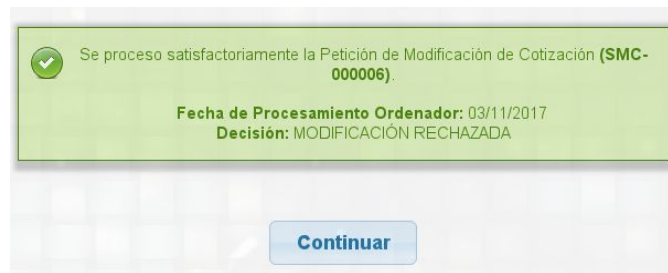 Se proceso satisfactoriamente la Petición de Modificación de Cotización (SMC-
000006).
Fecha de Procesamiento Ordenador: 03/11/2017
Decisión: MODIFICACIÓN RECHAZADA
Continuar